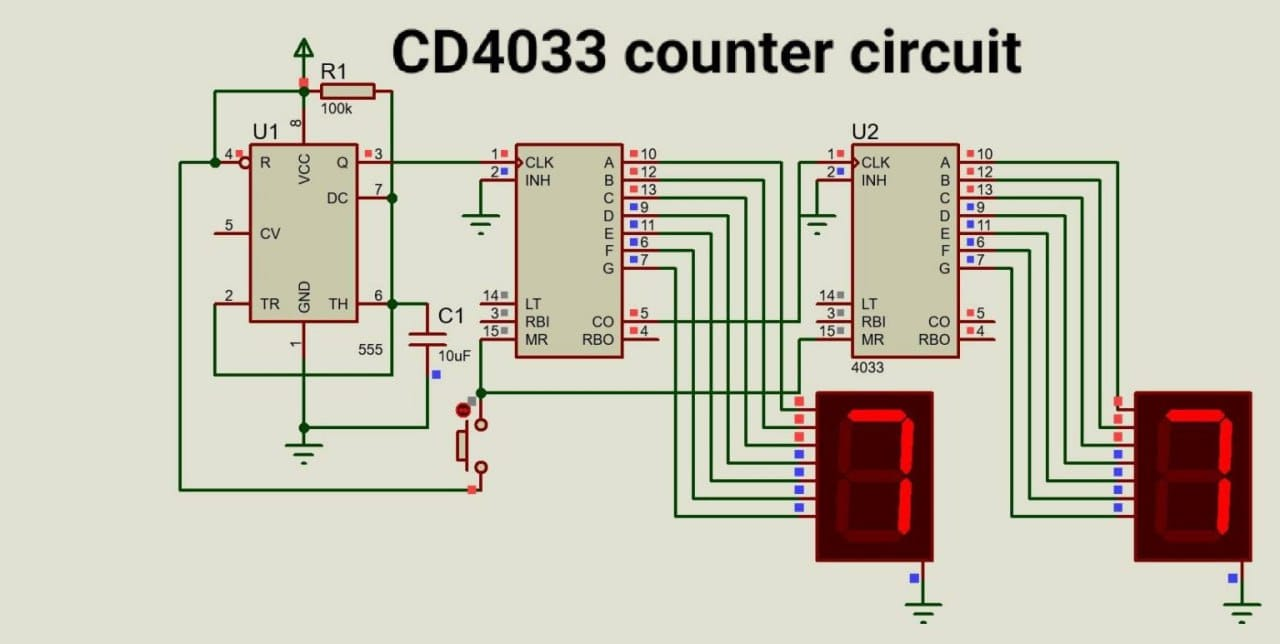 CD4033 counter circuit
R1
100k
U1
8
4 R VCC Q 3
DC 7
5 CV
2 TR GND TH 6
1
555
C1
10uF
1 CLK A 10
2 INH B 12
C 13
D 9
E 11
F 6
G 7
14 LT
3 RBI CO 5
15 MR RBO 4
U2
1 CLK A 10
2 INH B 12
C 13
D 9
E 11
F 6
G 7
14 LT
3 RBI CO 5
15 MR RBO 4
4033
7
7